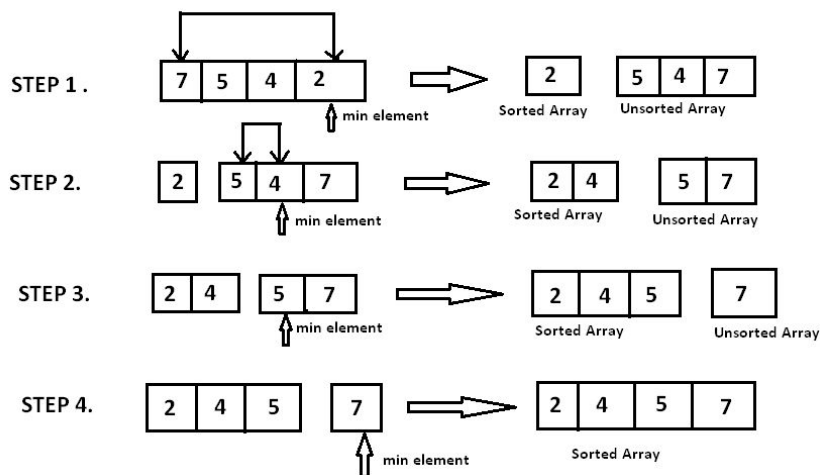 STEP 1 .
7 5 4 2
min element
2
Sorted Array
5 4 7
Unsorted Array
STEP 2.
2
5 4 7
min element
2 4
Sorted Array
5 7
Unsorted Array
STEP 3.
2 4
5 7
min element
2 4 5
Sorted Array
7
Unsorted Array
STEP 4.
2 4 5
7
min element
2 4 5 7
Sorted Array